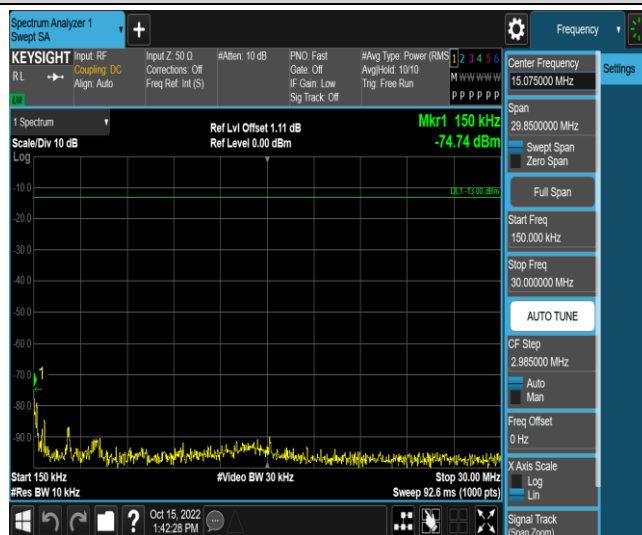 Spectrum Analyzer 1
Swept SA
+
Frequency
KEYSIGHT
RL
LNI
Input: RF
Coupling: DC
Align: Auto
Input Z: 50 Ω
Corrections: Off
Freq Ref: Int (S)
#Atten: 10 dB
PNO: Fast
Gate: Off
IF Gain: Low
Sig Track: Off
#Avg Type: Power (RMS
Avg|Hold: 10/10
Trig: Free Run
1 2 3 4 5 6
M W W W W W
P P P P P P
1 Spectrum
Scale/Div 10 dB
Log
Ref Lvl Offset 1.11 dB
Ref Level 0.00 dBm
Mkr1 150 kHz
-74.74 dBm
DL1 -13.00 dBm
-10.0
-20.0
-30.0
-40.0
-50.0
-60.0
-70.0
-80.0
-90.0
1
Start 150 kHz
#Res BW 10 kHz
#Video BW 30 kHz
Stop 30.00 MHz
Sweep 92.6 ms (1000 pts)
?
Oct 15, 2022
1:42:28 PM
Center Frequency
15.075000 MHz
Settings
Span
29.8500000 MHz
Swept Span
Zero Span
Full Span
Start Freq
150.000 kHz
Stop Freq
30.000000 MHz
AUTO TUNE
CF Step
2.985000 MHz
Auto
Man
Freq Offset
0 Hz
X Axis Scale
Log
Lin
Signal Track
(Span Zoom)